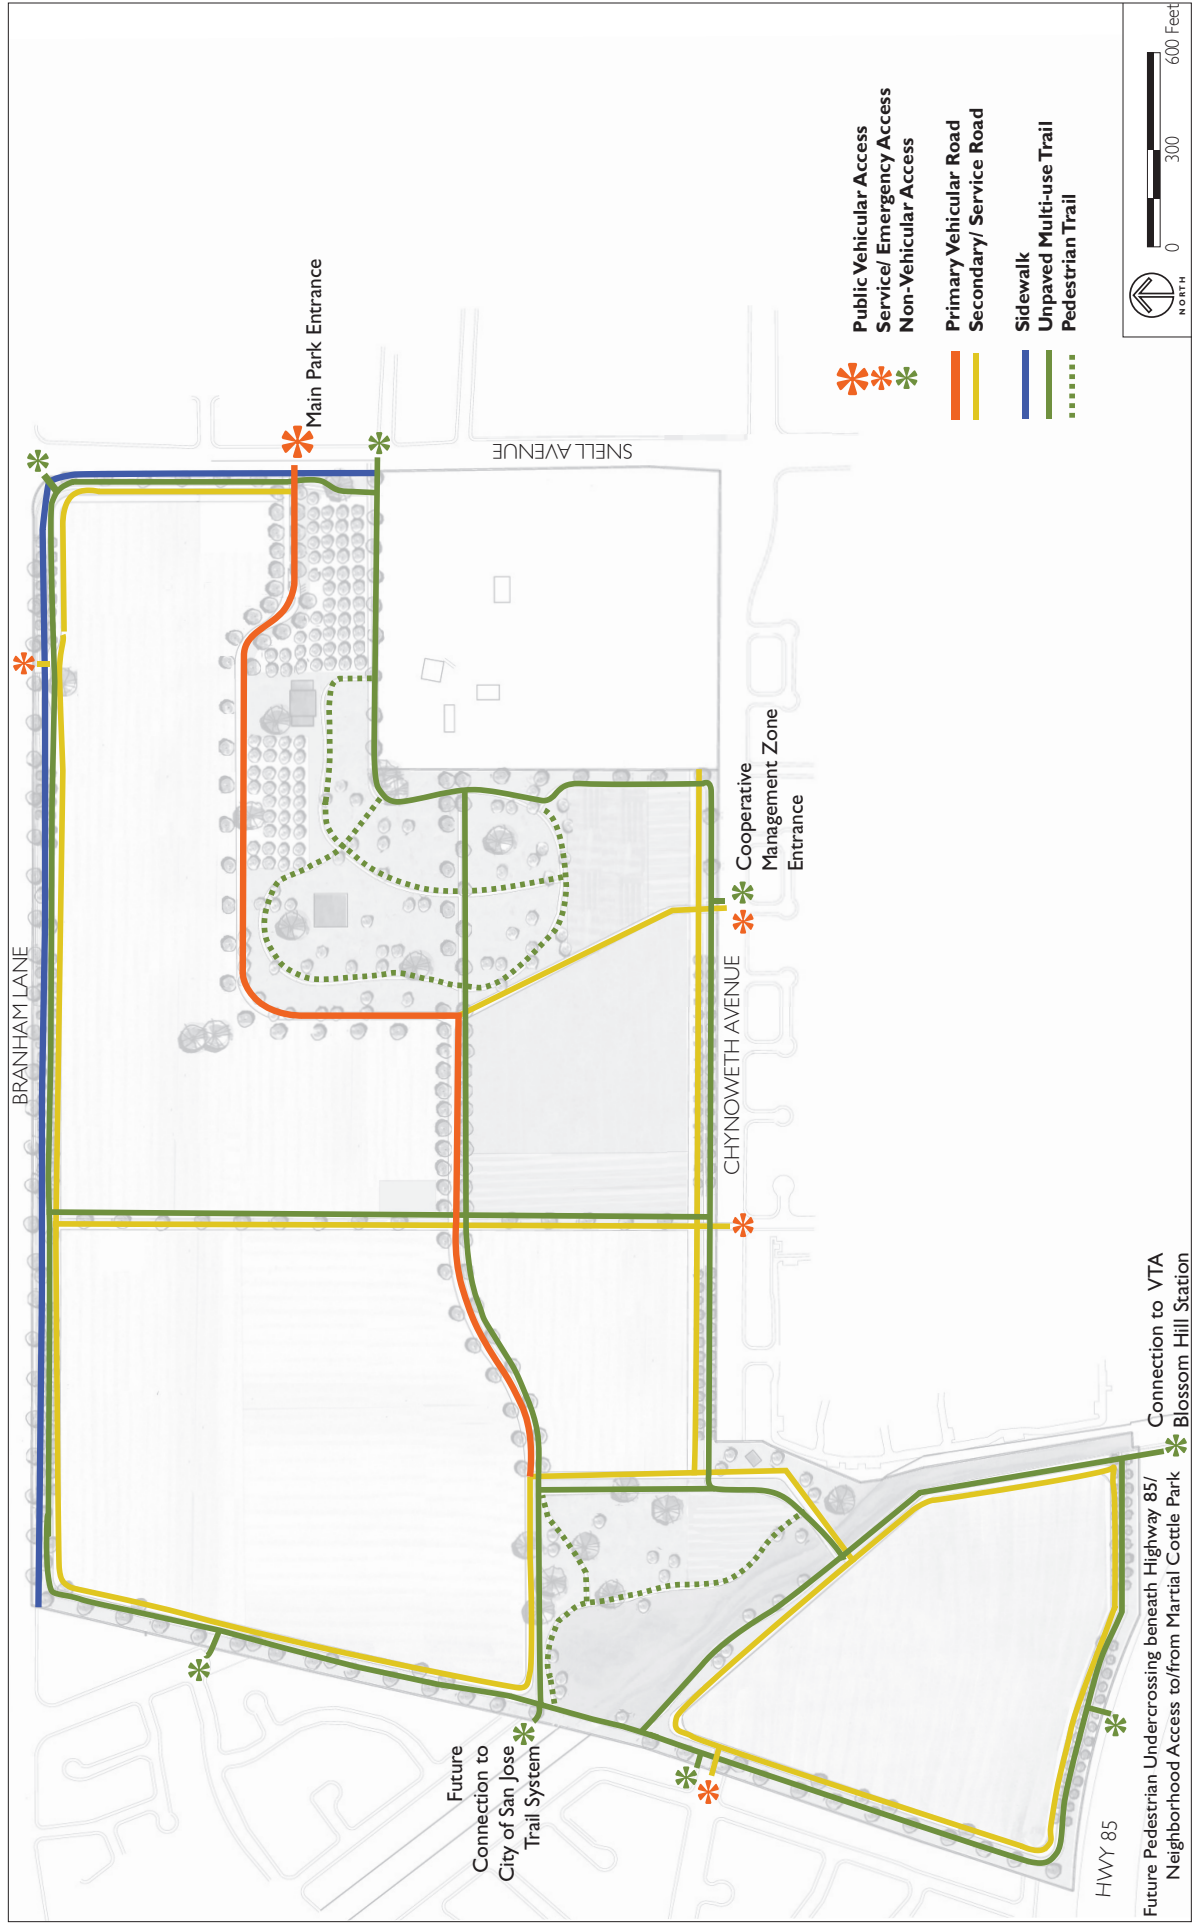 BRANHAM LANE
Main Park Entrance
SNELL AVENUE
Cooperative
Management Zone
Entrance
CHYNOWETH AVENUE
Future
Connection to
City of San Jose
Trail System
HWY 85
Connection to VTA
Blossom Hill Station
Future Pedestrian Undercrossing beneath Highway 85/
Neighborhood Access to/from Martial Cottle Park
Public Vehicular Access
Service/ Emergency Access
Non-Vehicular Access
Primary Vehicular Road
Secondary/ Service Road
Sidewalk
Unpaved Multi-use Trail
Pedestrian Trail
NORTH
0 300 600 Feet